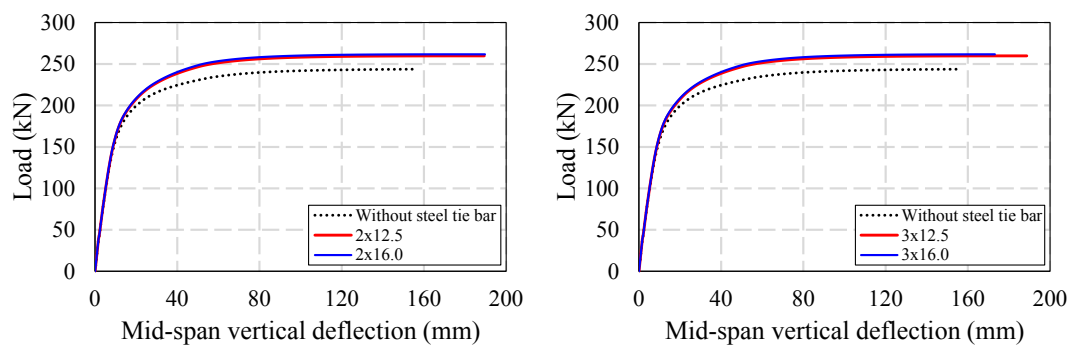 300
250
200
150
100
50
0
Load (kN)
Without steel tie bar
2x12.5
2x16.0
0 40 80 120 160 200
Mid-span vertical deflection (mm)
300
250
200
150
100
50
0
Load (kN)
Without steel tie bar
3x12.5
3x16.0
0 40 80 120 160 200
Mid-span vertical deflection (mm)